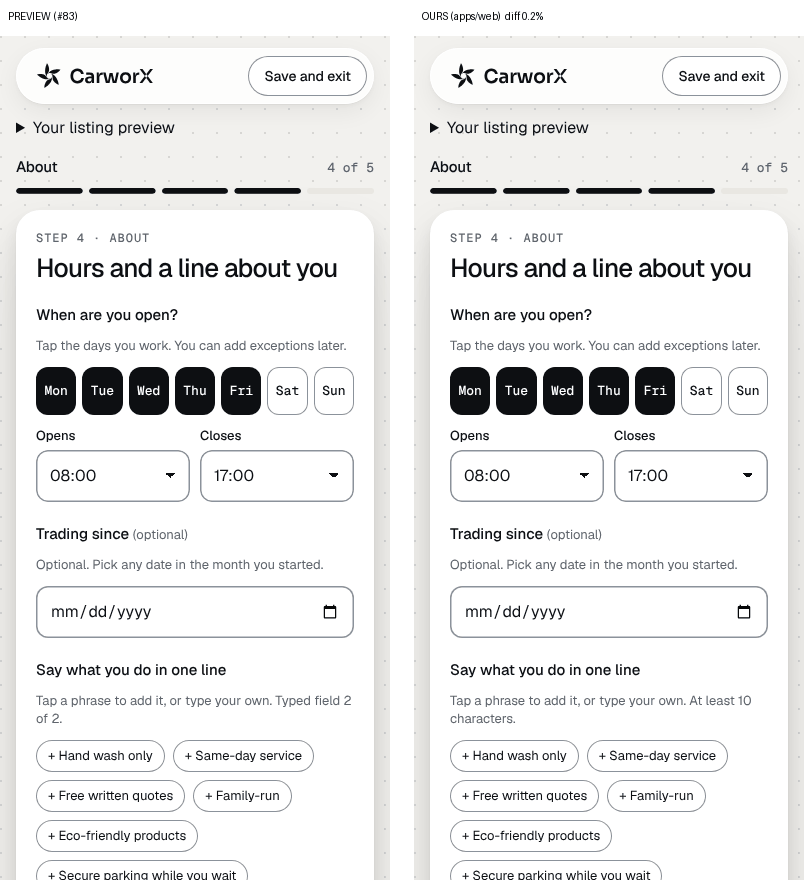 PREVIEW (#83)
CarworX
Save and exit
Your listing preview
About
4 of 5
STEP 4 · ABOUT
Hours and a line about you
When are you open?
Tap the days you work. You can add exceptions later.
Mon Tue Wed Thu Fri Sat Sun
Opens Closes
08:00 17:00
Trading since (optional)
Optional. Pick any date in the month you started.
mm/dd/yyyy
Say what you do in one line
Tap a phrase to add it, or type your own. Typed field 2
of 2.
+ Hand wash only + Same-day service
+ Free written quotes + Family-run
+ Eco-friendly products
+ Secure parking while you wait
OURS (apps/web) diff 0.2%
CarworX
Save and exit
Your listing preview
About
4 of 5
STEP 4 · ABOUT
Hours and a line about you
When are you open?
Tap the days you work. You can add exceptions later.
Mon Tue Wed Thu Fri Sat Sun
Opens Closes
08:00 17:00
Trading since (optional)
Optional. Pick any date in the month you started.
mm/dd/yyyy
Say what you do in one line
Tap a phrase to add it, or type your own. At least 10
characters.
+ Hand wash only + Same-day service
+ Free written quotes + Family-run
+ Eco-friendly products
+ Secure parking while you wait